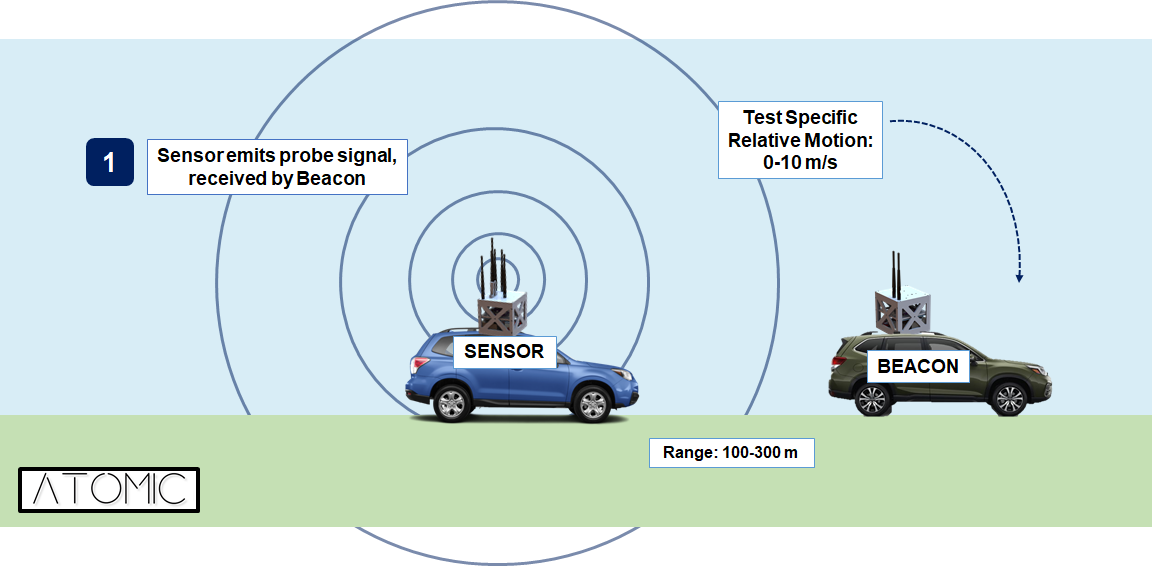 1
Sensor emits probe signal,
received by Beacon
Test Specific
Relative Motion:
0-10 m/s
SENSOR
BEACON
Range: 100-300 m
ATOMIC